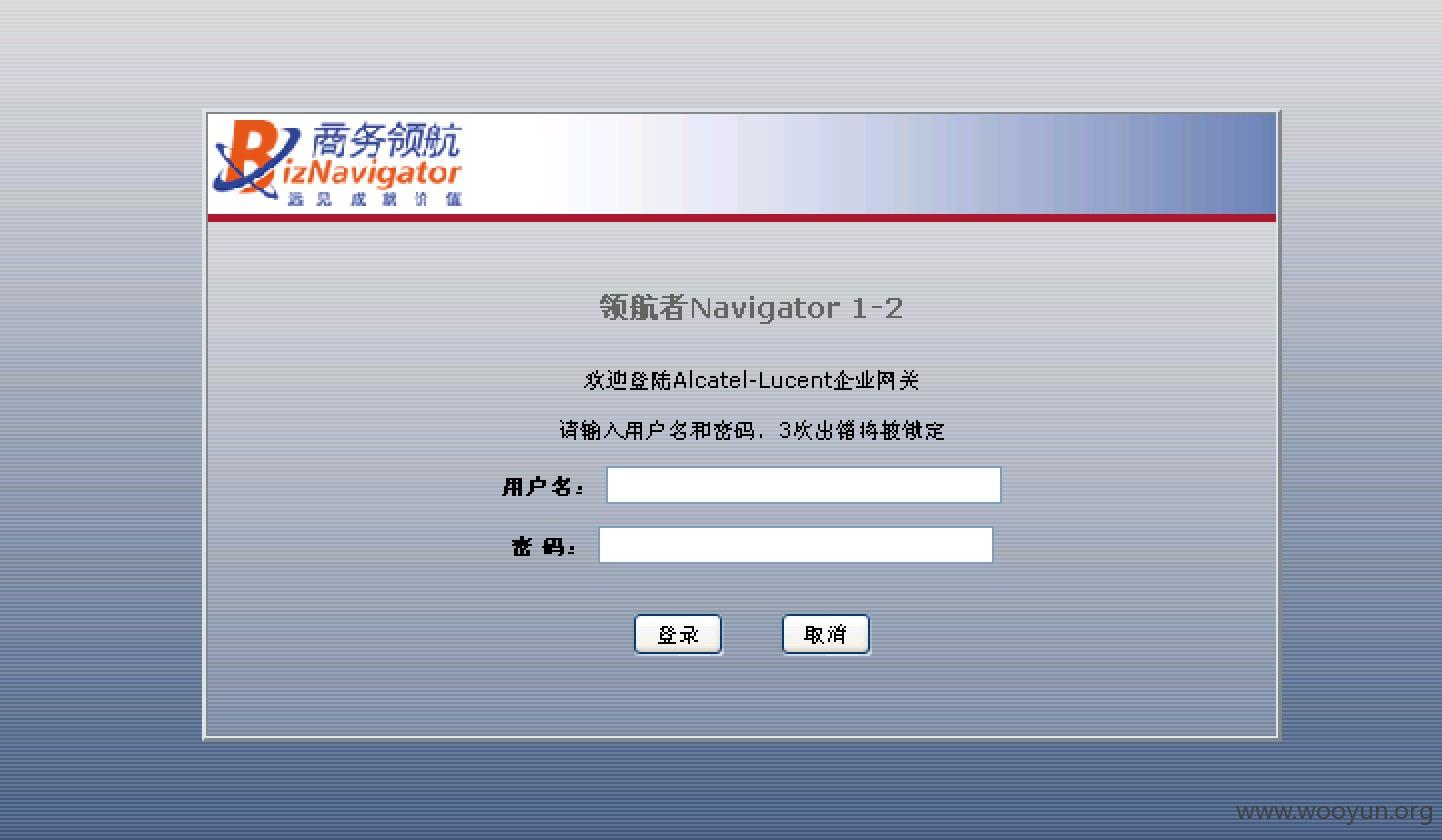 商务领航
BizNavigator
远见成就价值
领航者Navigator 1-2
欢迎登陆Alcatel-Lucent企业网关
请输入用户名和密码，3次出错将被锁定
用户名：
密 码：
登录 取消
www.wooyun.org